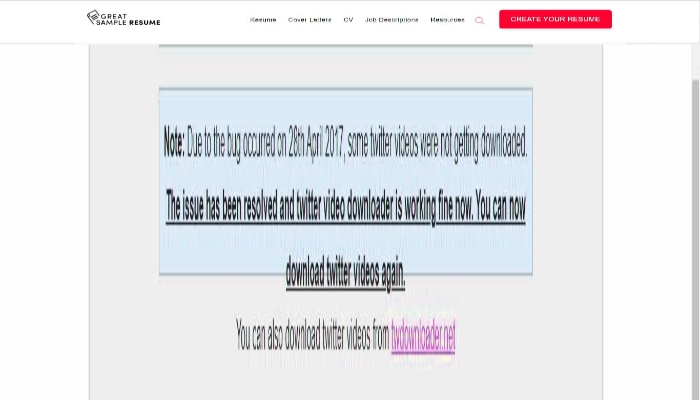 GREAT
SAMPLE RESUME
Resume Cover Letters CV Job Descriptions Resources CREATE YOUR RESUME
Note: Due to the bug occurred on 28th April 2017, some twitter videos were not getting downloaded.
The issue has been resolved and twitter video downloader is working fine now. You can now
download twitter videos again.
You can also download twitter videos from twdownloader.net